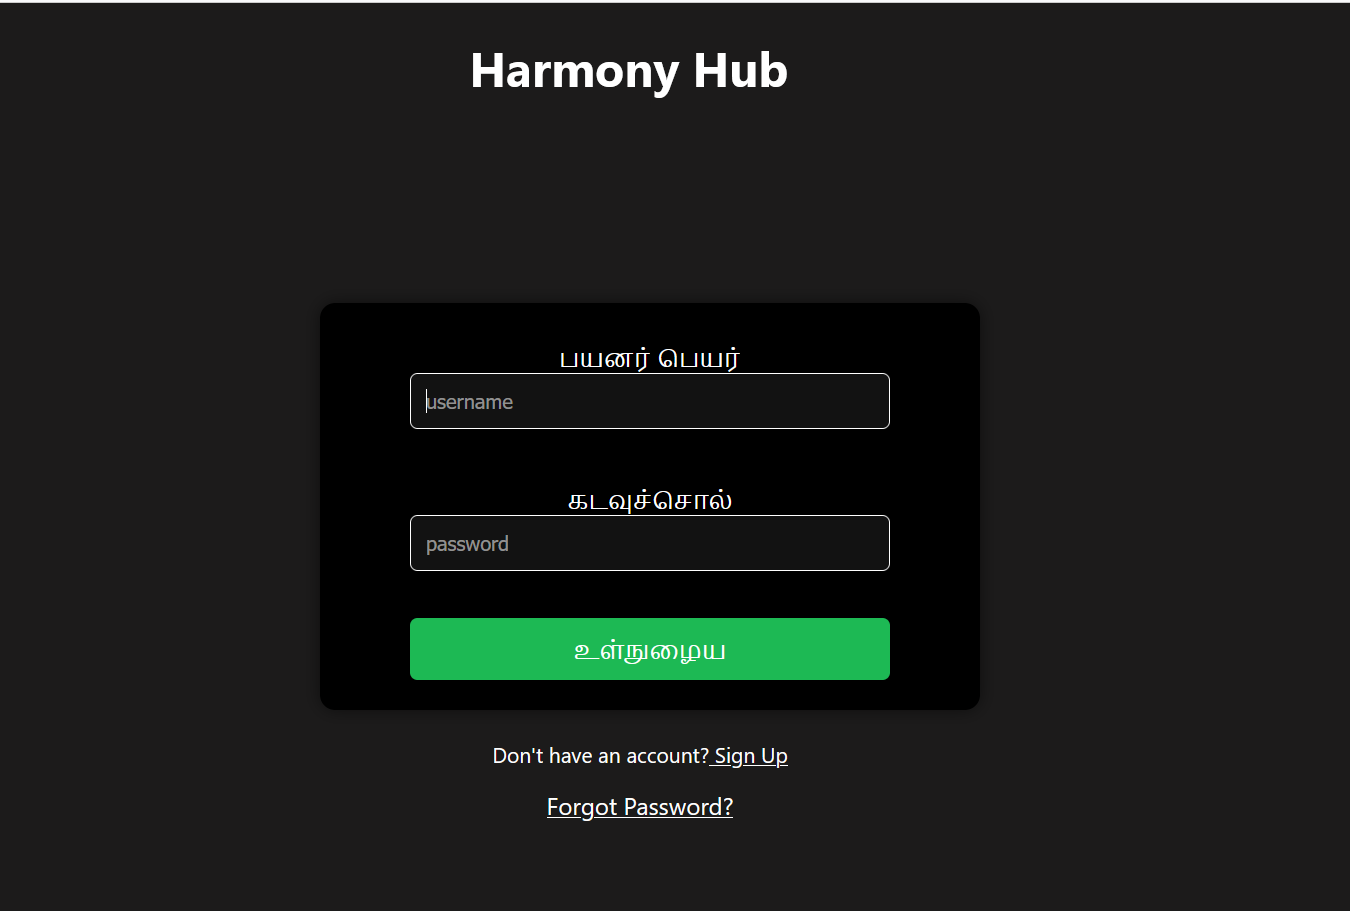 Harmony Hub
பயனர் பெயர்
username
கடவுச்சொல்
password
உள்நுழைய
Don't have an account? Sign Up
Forgot Password?